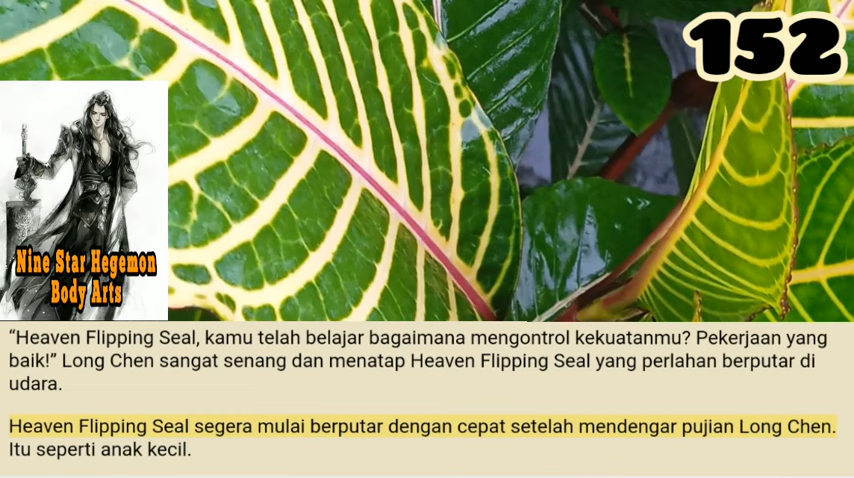 152
Nine Star Hegemon
Body Arts
“Heaven Flipping Seal, kamu telah belajar bagaimana mengontrol kekuatanmu? Pekerjaan yang
baik!” Long Chen sangat senang dan menatap Heaven Flipping Seal yang perlahan berputar di
udara.
Heaven Flipping Seal segera mulai berputar dengan cepat setelah mendengar pujian Long Chen.
Itu seperti anak kecil.